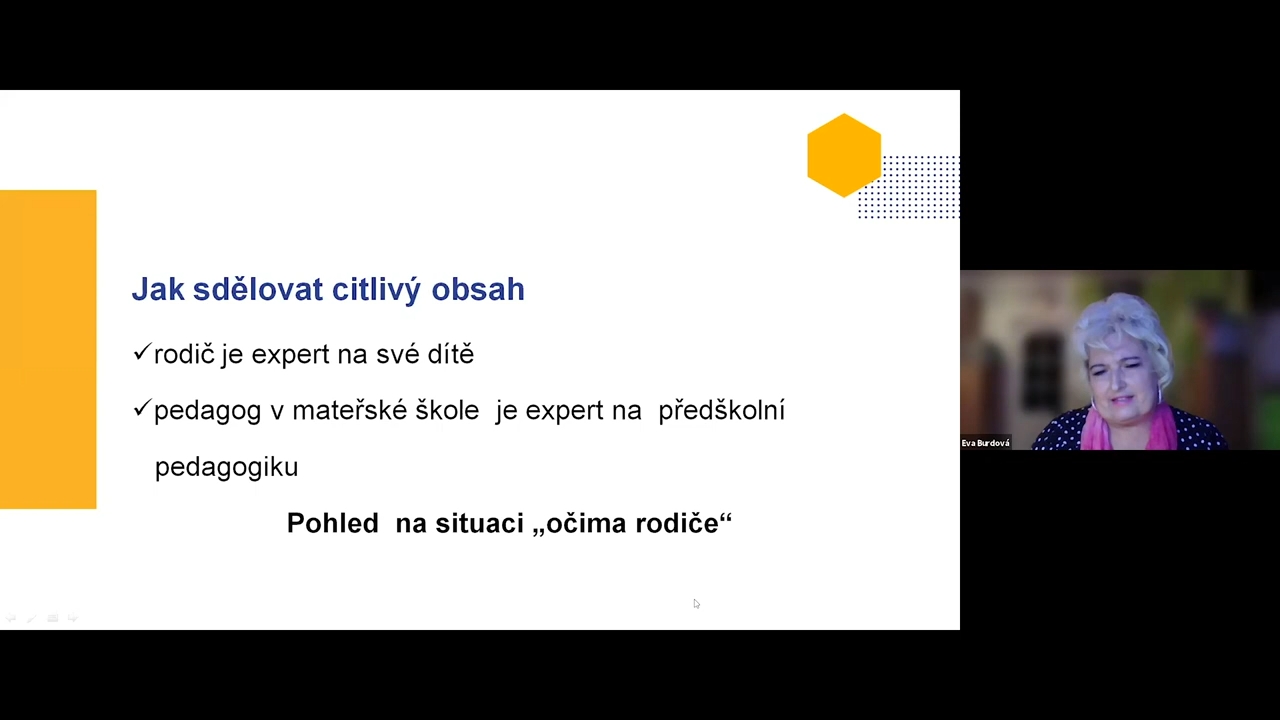 Jak sdělovat citlivý obsah
✓rodič je expert na své dítě
✓pedagog v mateřské škole je expert na předškolní
pedagogiku
Pohled na situaci „očima rodiče“
Eva Burdová